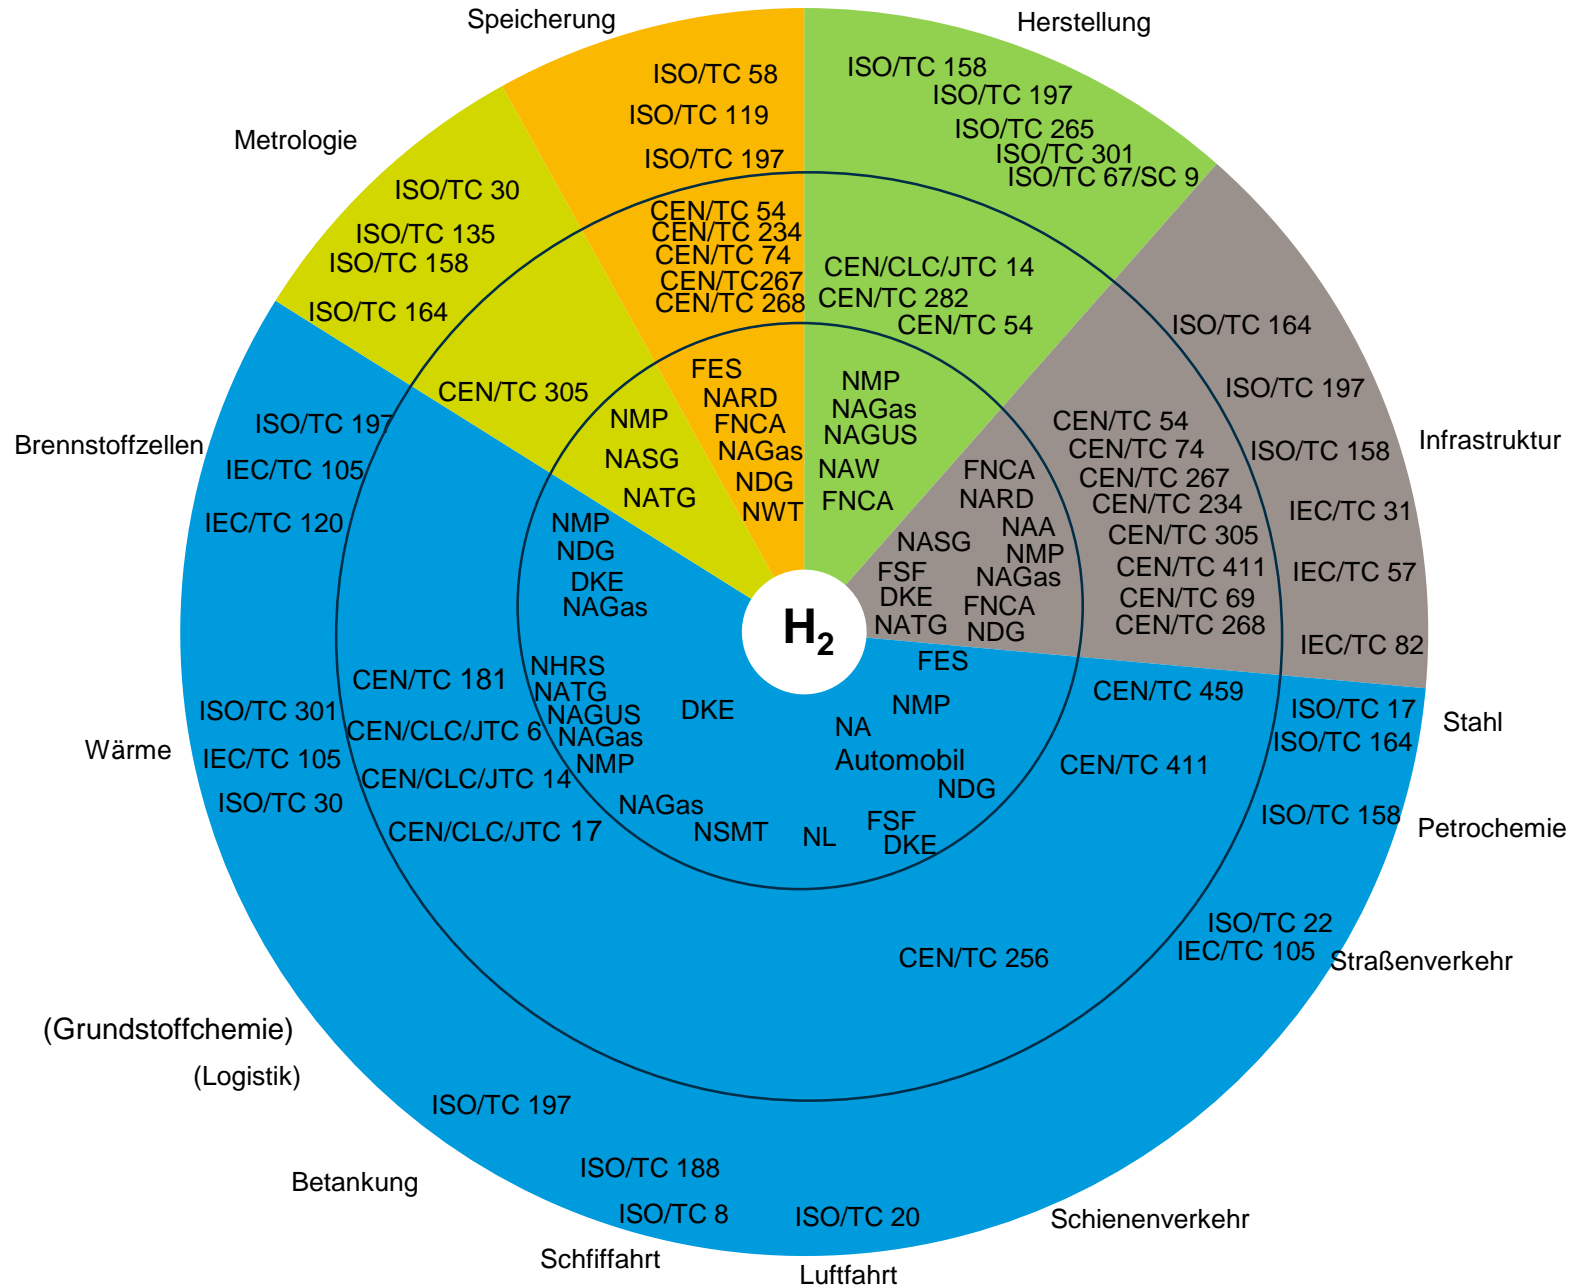 Speicherung
ISO/TC 58
ISO/TC 119
ISO/TC 197
CEN/TC 54
CEN/TC 234
CEN/TC 74
CEN/TC267
CEN/TC 268
FES
NARD
FNCA
NAGas
NDG
NWT
Herstellung
ISO/TC 158
ISO/TC 197
ISO/TC 265
ISO/TC 301
ISO/TC 67/SC 9
CEN/CLC/JTC 14
CEN/TC 282
CEN/TC 54
NMP
NAGas
NAGUS
NAW
FNCA
Infrastruktur
ISO/TC 164
ISO/TC 197
ISO/TC 158
IEC/TC 31
IEC/TC 57
IEC/TC 82
CEN/TC 54
CEN/TC 74
CEN/TC 267
CEN/TC 234
CEN/TC 305
CEN/TC 411
CEN/TC 69
CEN/TC 268
FNCA
NARD
NAA
NMP
NAGas
FNCA
NDG
NASG
FSF
DKE
NATG
Metrologie
ISO/TC 30
ISO/TC 135
ISO/TC 158
ISO/TC 164
CEN/TC 305
NMP
NASG
NATG
Brennstoffzellen
ISO/TC 197
IEC/TC 105
IEC/TC 120
NMP
NDG
DKE
NAGas
H2
Wärme
ISO/TC 301
IEC/TC 105
ISO/TC 30
CEN/TC 181
CEN/CLC/JTC 6
CEN/CLC/JTC 14
CEN/CLC/JTC 17
NHRS
NATG
NAGUS
NAGas
NMP
DKE
NAGas
NSMT
NL
FSF
DKE
FES
NMP
NA
Automobil
NDG
CEN/TC 459
CEN/TC 411
CEN/TC 256
Stahl
ISO/TC 17
ISO/TC 164
Petrochemie
ISO/TC 158
Straßenverkehr
ISO/TC 22
IEC/TC 105
(Grundstoffchemie)
(Logistik)
Betankung
ISO/TC 197
ISO/TC 188
ISO/TC 8
Schfiffahrt
ISO/TC 20
Luftfahrt
Schienenverkehr